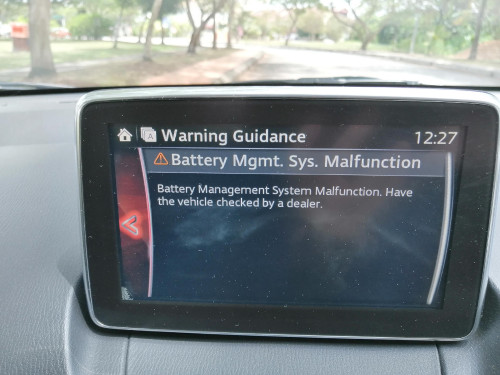 Warning Guidance 12:27
Battery Mgmt. Sys. Malfunction
Battery Management System Malfunction. Have
the vehicle checked by a dealer.